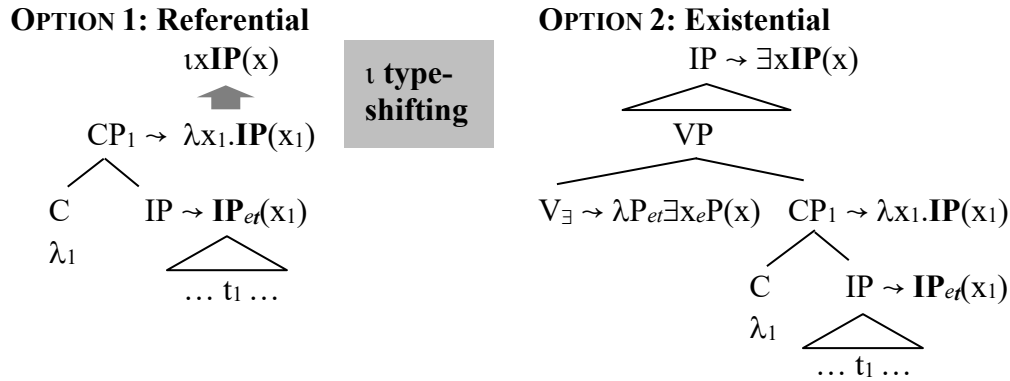 OPTION 1: Referential
ιxIP(x)
ι type-
shifting
CP1 → λx1.IP(x1)
C
IP → IPet(x1)
λ1
… t1 …
OPTION 2: Existential
IP → ∃xIP(x)
VP
V∃ → λPet∃xeP(x)
CP1 → λx1.IP(x1)
C
IP → IPet(x1)
λ1
… t1 …